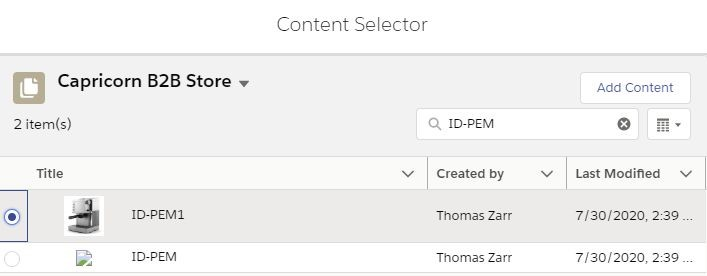 Content Selector
Capricorn B2B Store
Add Content
2 item(s)
ID-PEM
Title Created by Last Modified
ID-PEM1 Thomas Zarr 7/30/2020, 2:39 ...
ID-PEM Thomas Zarr 7/30/2020, 2:39 ...